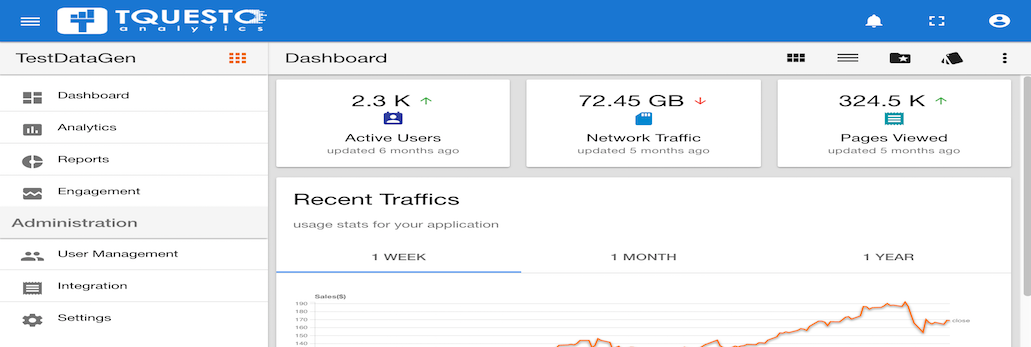 TQUESTO
analytics
TestDataGen
Dashboard
Dashboard
Analytics
Reports
Engagement
Administration
User Management
Integration
Settings
2.3 K
Active Users
updated 6 months ago
72.45 GB
Network Traffic
updated 5 months ago
324.5 K
Pages Viewed
updated 5 months ago
Recent Traffics
usage stats for your application
1 WEEK
1 MONTH
1 YEAR
Sales($)
190
180
170
160
150
140
close